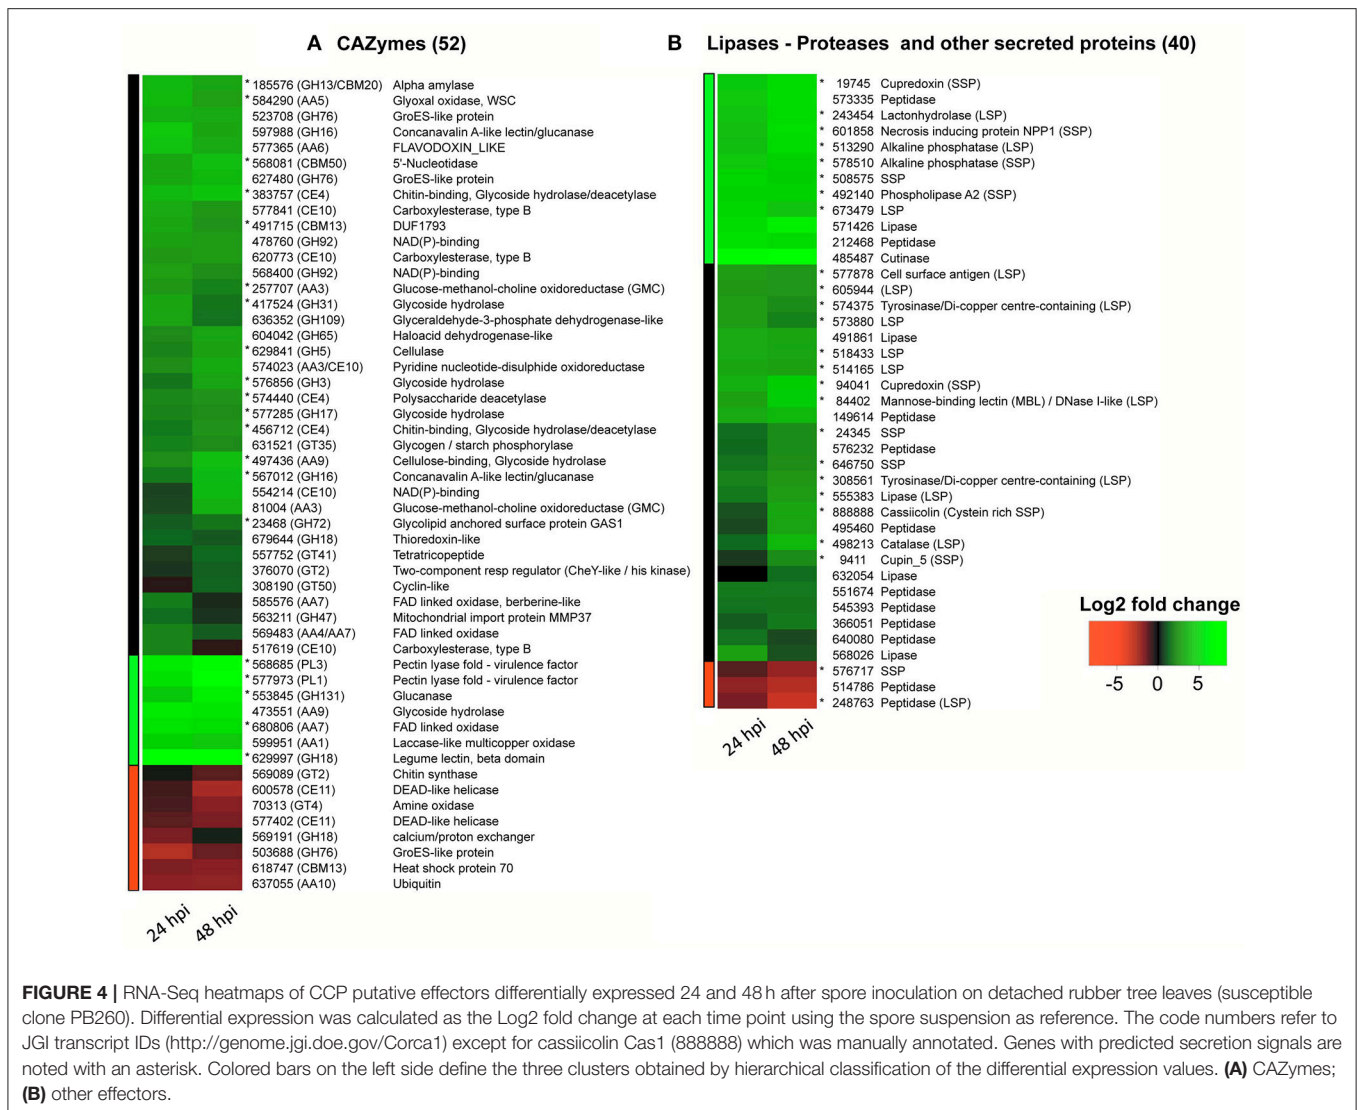 A CAZymes (52)
* 185576 (GH13/CBM20) Alpha amylase
* 584290 (AA5) Glyoxal oxidase, WSC
523708 (GH76) GroES-like protein
597988 (GH16) Concanavalin A-like lectin/glucanase
577365 (AA6) FLAVODOXIN_LIKE
* 568081 (CBM50) 5'-Nucleotidase
627480 (GH76) GroES-like protein
* 383757 (CE4) Chitin-binding, Glycoside hydrolase/deacetylase
577841 (CE10) Carboxylesterase, type B
* 491715 (CBM13) DUF1793
478760 (GH92) NAD(P)-binding
620773 (CE10) Carboxylesterase, type B
568400 (GH92) NAD(P)-binding
* 257707 (AA3) Glucose-methanol-choline oxidoreductase (GMC)
* 417524 (GH31) Glycoside hydrolase
636352 (GH109) Glyceraldehyde-3-phosphate dehydrogenase-like
604042 (GH65) Haloacid dehydrogenase-like
* 629841 (GH5) Cellulase
574023 (AA3/CE10) Pyridine nucleotide-disulphide oxidoreductase
* 576856 (GH3) Glycoside hydrolase
* 574440 (CE4) Polysaccharide deacetylase
* 577285 (GH17) Glycoside hydrolase
* 456712 (CE4) Chitin-binding, Glycoside hydrolase/deacetylase
631521 (GT35) Glycogen / starch phosphorylase
* 497436 (AA9) Cellulose-binding, Glycoside hydrolase
* 567012 (GH16) Concanavalin A-like lectin/glucanase
554214 (CE10) NAD(P)-binding
81004 (AA3) Glucose-methanol-choline oxidoreductase (GMC)
* 23468 (GH72) Glycolipid anchored surface protein GAS1
679644 (GH18) Thioredoxin-like
557752 (GT41) Tetratricopeptide
376070 (GT2) Two-component resp regulator (CheY-like / his kinase)
308190 (GT50) Cyclin-like
585576 (AA7) FAD linked oxidase, berberine-like
563211 (GH47) Mitochondrial import protein MMP37
569483 (AA4/AA7) FAD linked oxidase
517619 (CE10) Carboxylesterase, type B
* 568685 (PL3) Pectin lyase fold - virulence factor
* 577973 (PL1) Pectin lyase fold - virulence factor
* 553845 (GH131) Glucanase
473551 (AA9) Glycoside hydrolase
* 680806 (AA7) FAD linked oxidase
599951 (AA1) Laccase-like multicopper oxidase
* 629997 (GH18) Legume lectin, beta domain
569089 (GT2) Chitin synthase
600578 (CE11) DEAD-like helicase
70313 (GT4) Amine oxidase
577402 (CE11) DEAD-like helicase
569191 (GH18) calcium/proton exchanger
503688 (GH76) GroES-like protein
618747 (CBM13) Heat shock protein 70
637055 (AA10) Ubiquitin
24 hpi 48 hpi
B Lipases - Proteases and other secreted proteins (40)
* 19745 Cupredoxin (SSP)
573335 Peptidase
* 243454 Lactonhydrolase (LSP)
* 601858 Necrosis inducing protein NPP1 (SSP)
* 513290 Alkaline phosphatase (LSP)
* 578510 Alkaline phosphatase (SSP)
* 508575 SSP
* 492140 Phospholipase A2 (SSP)
* 673479 LSP
571426 Lipase
212468 Peptidase
485487 Cutinase
* 577878 Cell surface antigen (LSP)
* 605944 (LSP)
* 574375 Tyrosinase/Di-copper centre-containing (LSP)
* 573880 LSP
491861 Lipase
* 518433 LSP
* 514165 LSP
* 94041 Cupredoxin (SSP)
* 84402 Mannose-binding lectin (MBL) / DNase I-like (LSP)
149614 Peptidase
* 24345 SSP
576232 Peptidase
* 646750 SSP
* 308561 Tyrosinase/Di-copper centre-containing (LSP)
* 555383 Lipase (LSP)
* 888888 Cassiicolin (Cystein rich SSP)
495460 Peptidase
* 498213 Catalase (LSP)
* 9411 Cupin_5 (SSP)
632054 Lipase
551674 Peptidase
545393 Peptidase
366051 Peptidase
640080 Peptidase
568026 Lipase
* 576717 SSP
514786 Peptidase
* 248763 Peptidase (LSP)
24 hpi 48 hpi
Log2 fold change
-5 0 5
FIGURE 4 | RNA-Seq heatmaps of CCP putative effectors differentially expressed 24 and 48 h after spore inoculation on detached rubber tree leaves (susceptible
clone PB260). Differential expression was calculated as the Log2 fold change at each time point using the spore suspension as reference. The code numbers refer to
JGI transcript IDs (http://genome.jgi.doe.gov/Corca1) except for cassiicolin Cas1 (888888) which was manually annotated. Genes with predicted secretion signals are
noted with an asterisk. Colored bars on the left side define the three clusters obtained by hierarchical classification of the differential expression values. (A) CAZymes;
(B) other effectors.